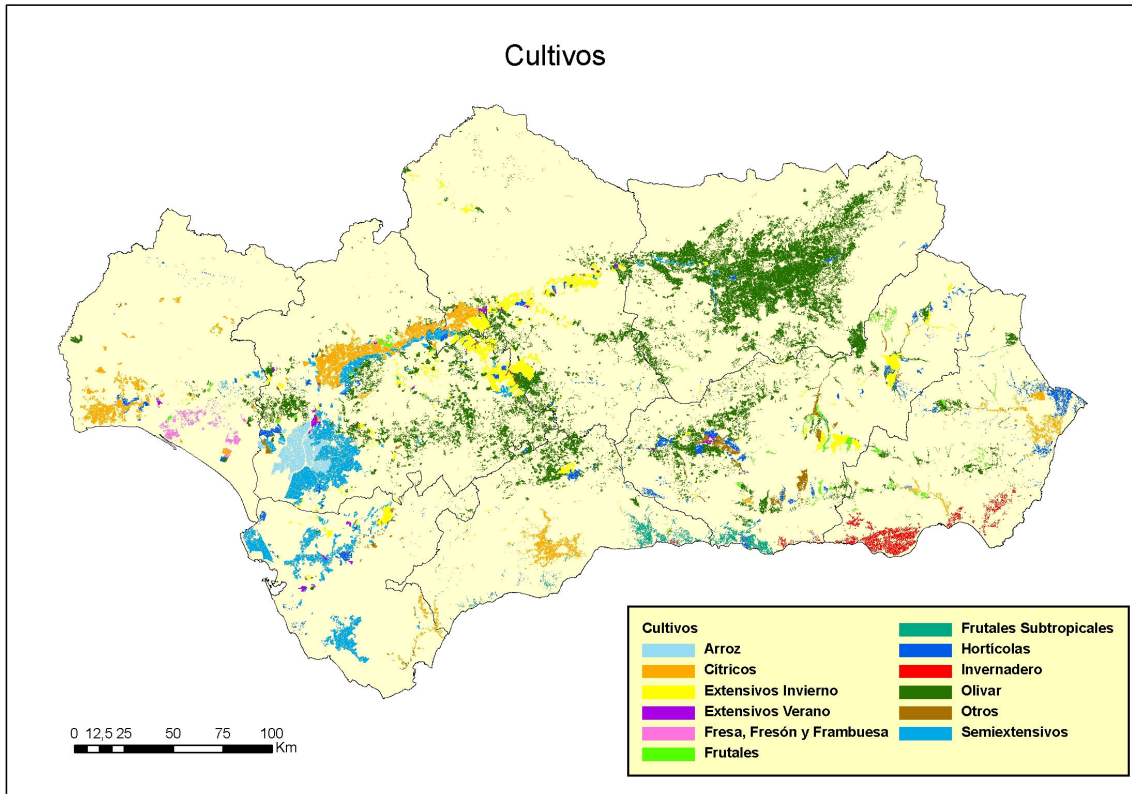 Cultivos
Cultivos
Arroz
Cítricos
Extensivos Invierno
Extensivos Verano
Fresa, Fresón y Frambuesa
Frutales
Frutales Subtropicales
Hortícolas
Invernadero
Olivar
Otros
Semiextensivos
0 12,5 25 50 75 100
Km